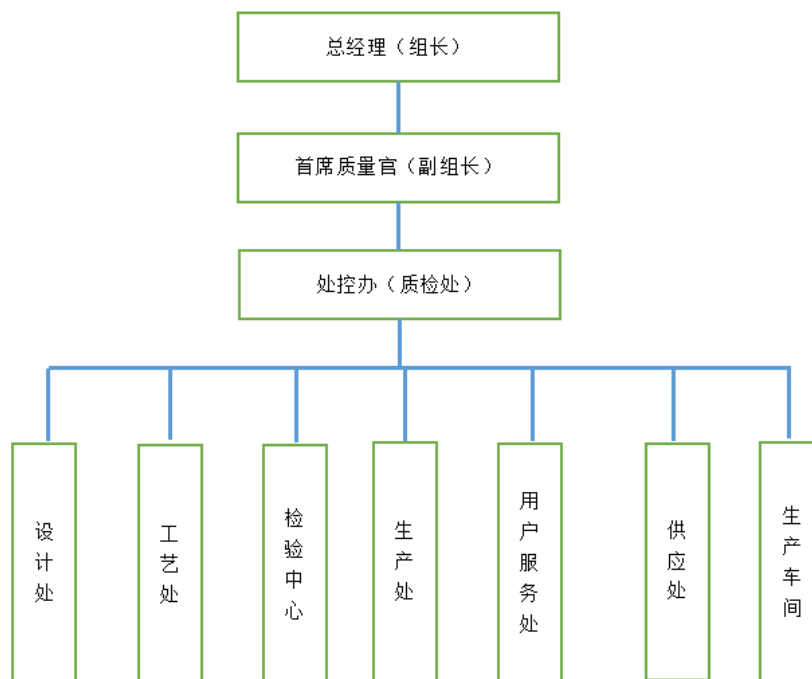 总经理（组长）
首席质量官（副组长）
处控办（质检处）
设计处
工艺处
检验中心
生产处
用户服务处
供应处
生产车间